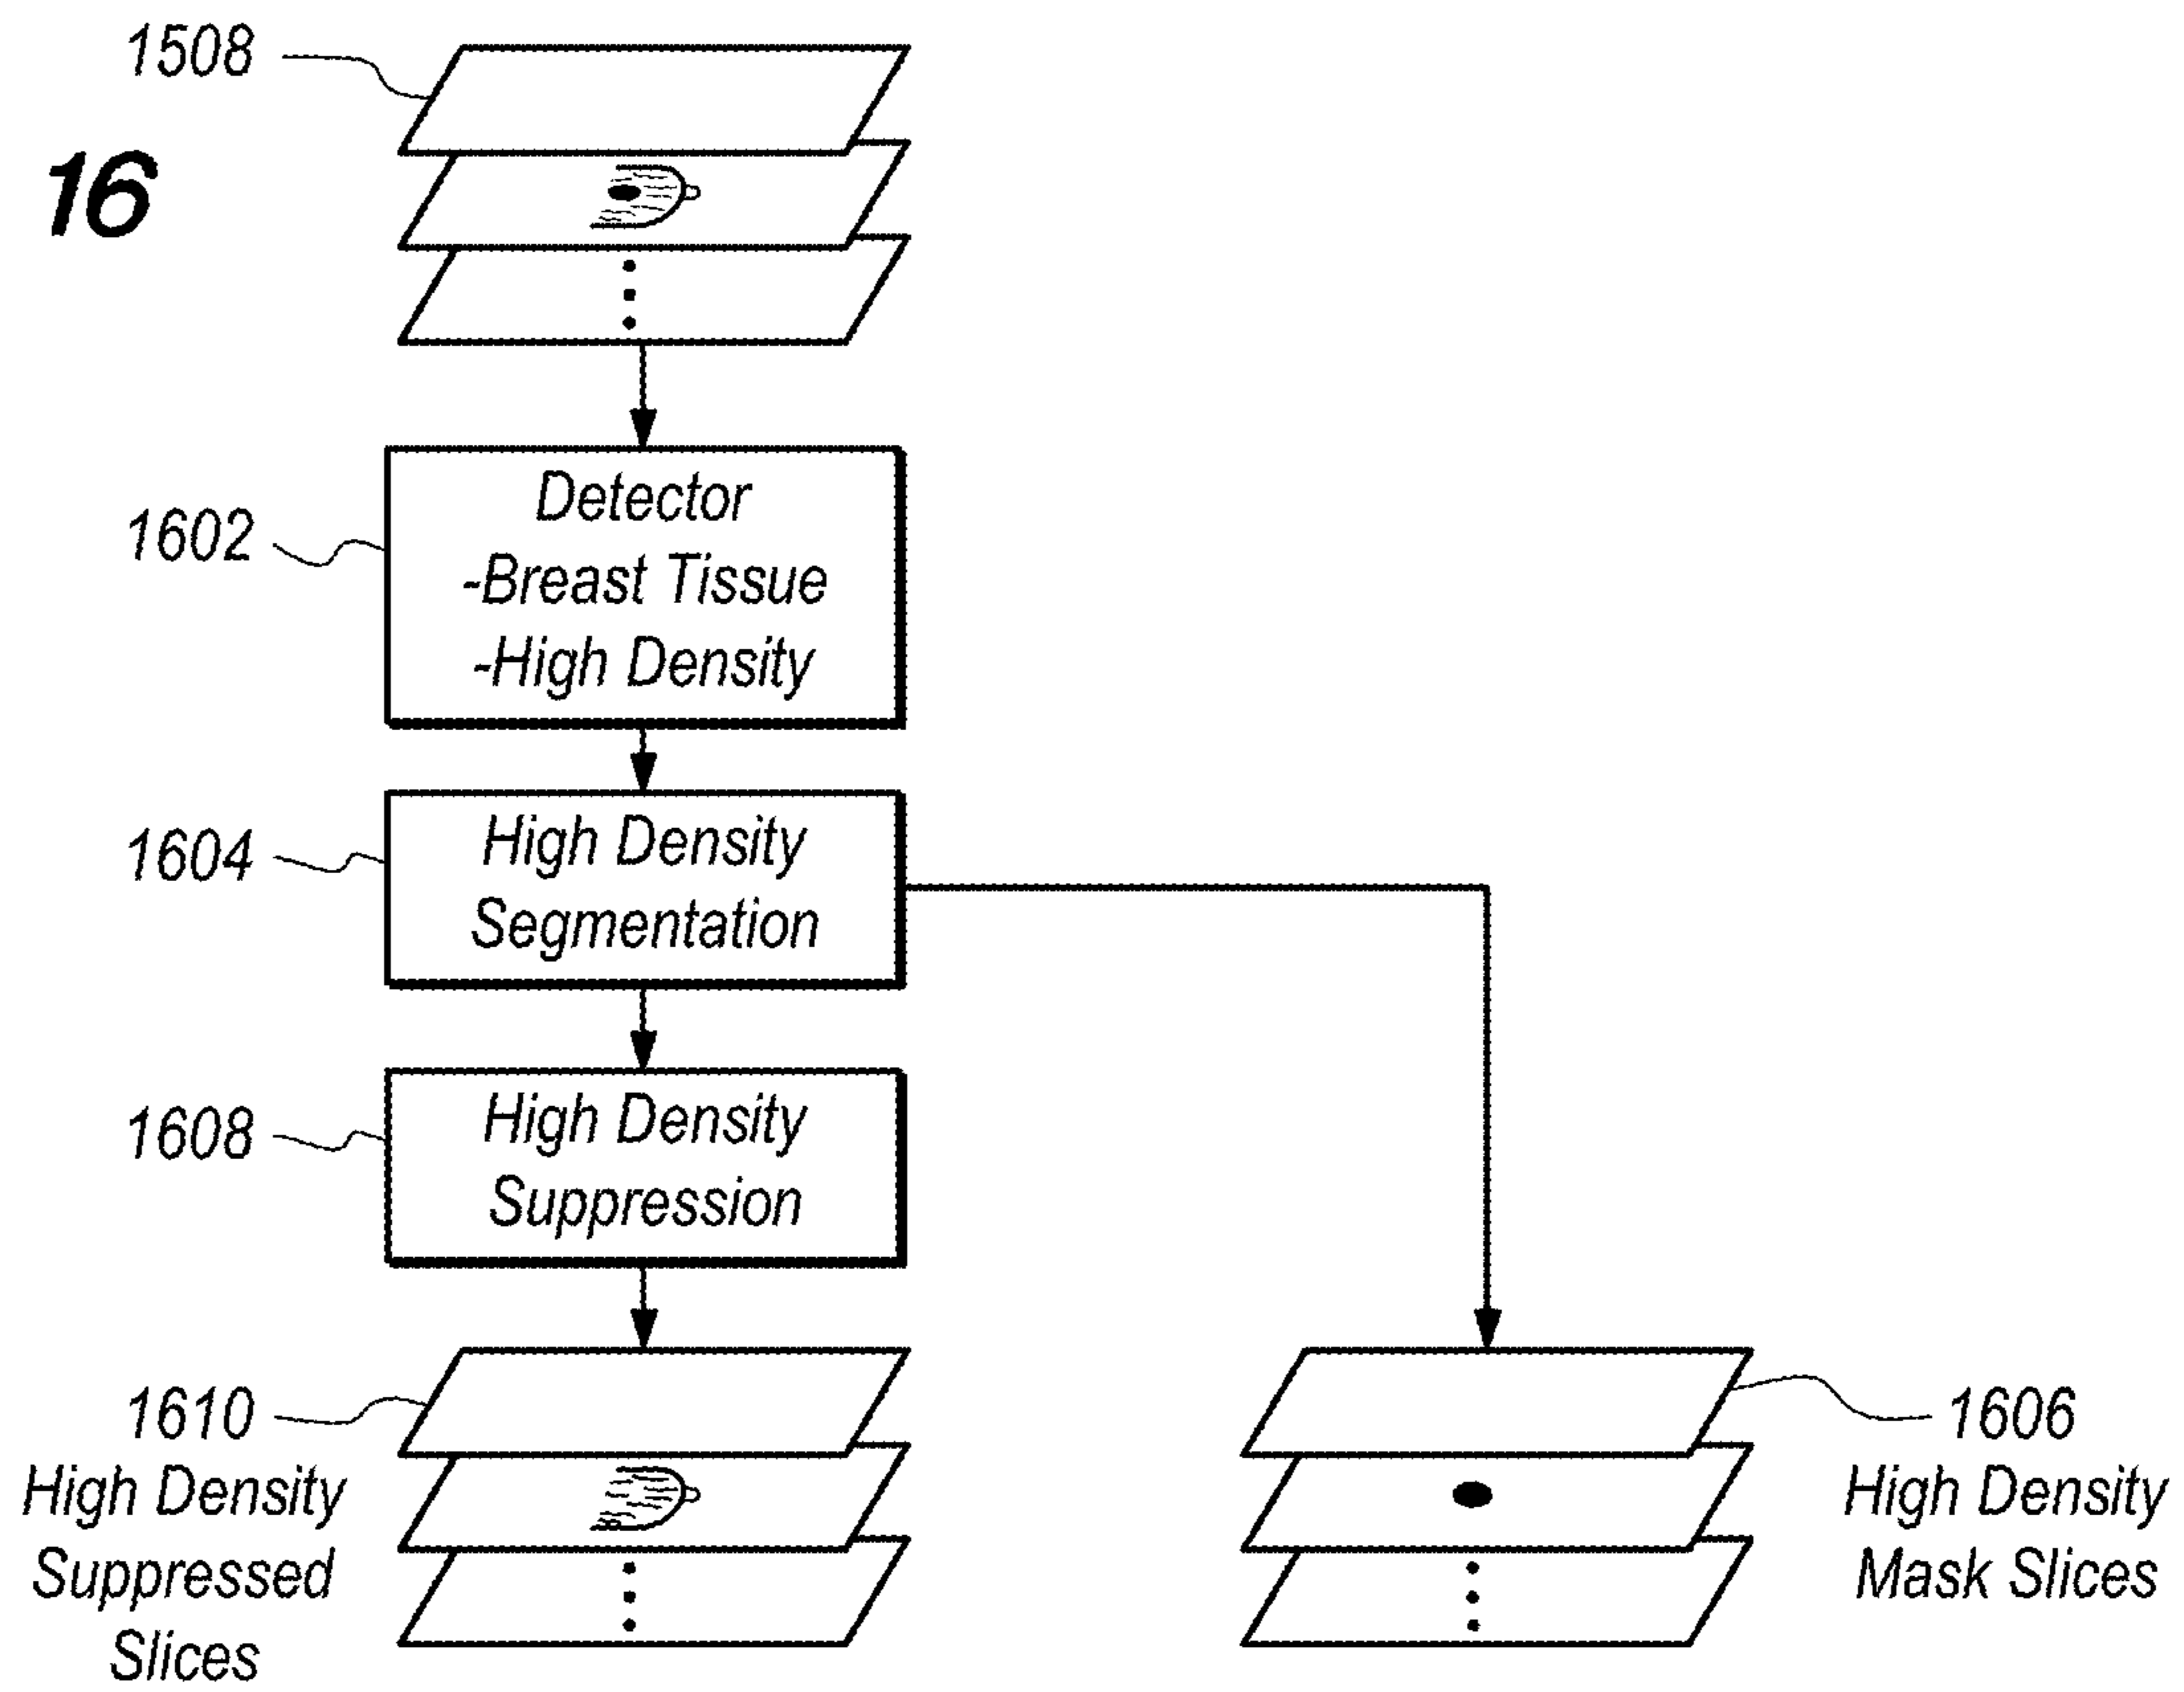 1508
16
1602
Detector
-Breast Tissue
-High Density
1604
High Density
Segmentation
1608
High Density
Suppression
1610
High Density
Suppressed
Slices
1606
High Density
Mask Slices